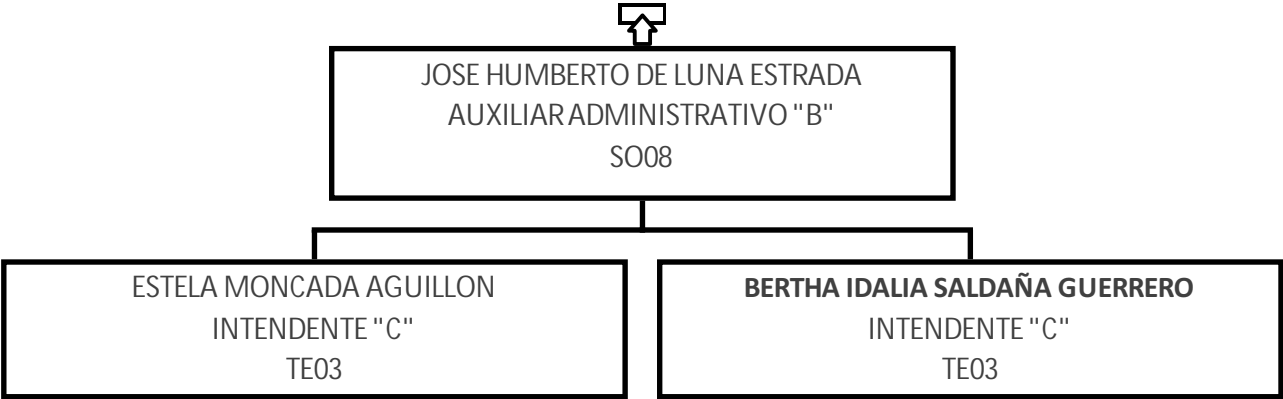 JOSE HUMBERTO DE LUNA ESTRADA
AUXILIAR ADMINISTRATIVO "B"
SO08
ESTELA MONCADA AGUILLON
INTENDENTE "C"
TE03
BERTHA IDALIA SALDAÑA GUERRERO
INTENDENTE "C"
TE03